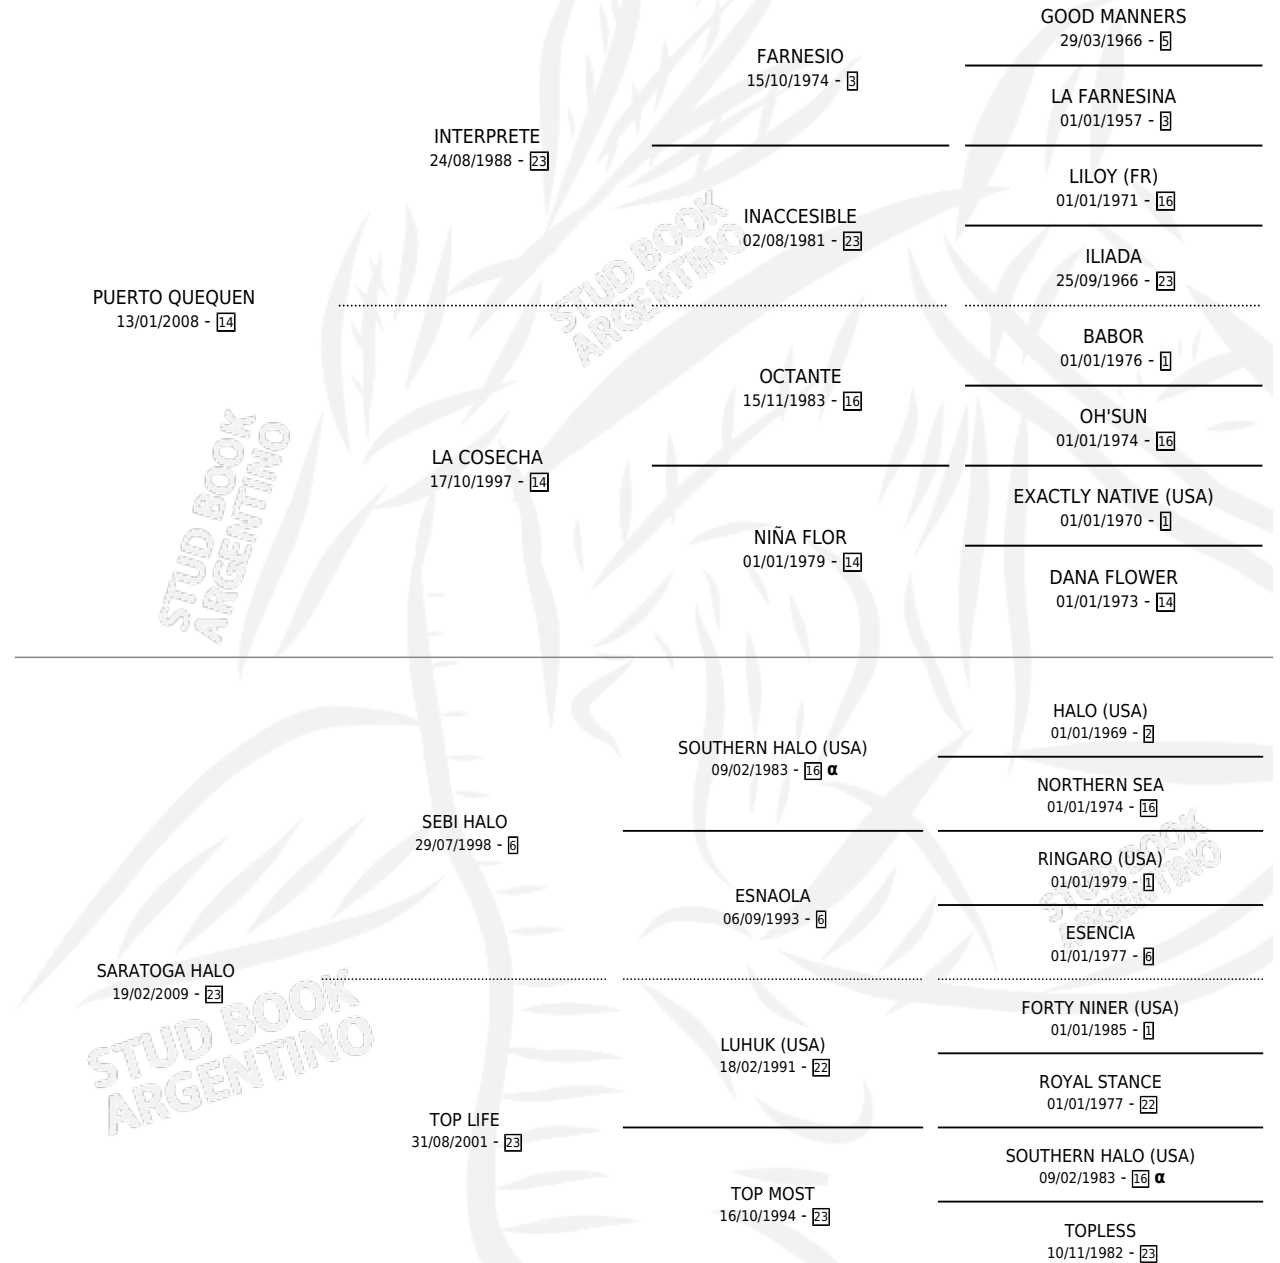 GOOD MANNERS
29/03/1966 - 5
FARNESIO
15/10/1974 - 3
LA FARNESINA
01/01/1957 - 3
INTERPRETE
24/08/1988 - 23
LILOY (FR)
01/01/1971 - 16
INACCESIBLE
02/08/1981 - 23
ILIADA
25/09/1966 - 23
PUERTO QUEQUEN
13/01/2008 - 14
BABOR
01/01/1976 - 1
OCTANTE
15/11/1983 - 16
OH'SUN
01/01/1974 - 16
LA COSECHA
17/10/1997 - 14
EXACTLY NATIVE (USA)
01/01/1970 - 1
NIÑA FLOR
01/01/1979 - 14
DANA FLOWER
01/01/1973 - 14
HALO (USA)
01/01/1969 - 2
SOUTHERN HALO (USA)
09/02/1983 - 16 α
NORTHERN SEA
01/01/1974 - 16
SEBI HALO
29/07/1998 - 6
RINGARO (USA)
01/01/1979 - 1
ESNAOLA
06/09/1993 - 6
ESENCIA
01/01/1977 - 6
SARATOGA HALO
19/02/2009 - 23
FORTY NINER (USA)
01/01/1985 - 1
LUHUK (USA)
18/02/1991 - 22
ROYAL STANCE
01/01/1977 - 22
TOP LIFE
31/08/2001 - 23
SOUTHERN HALO (USA)
09/02/1983 - 16 α
TOP MOST
16/10/1994 - 23
TOPLESS
10/11/1982 - 23
STUD BOOK
ARGENTINO
STUD BOOK
ARGENTINO
STUD BOOK
ARGENTINO
STUD BOOK
ARGENTINO